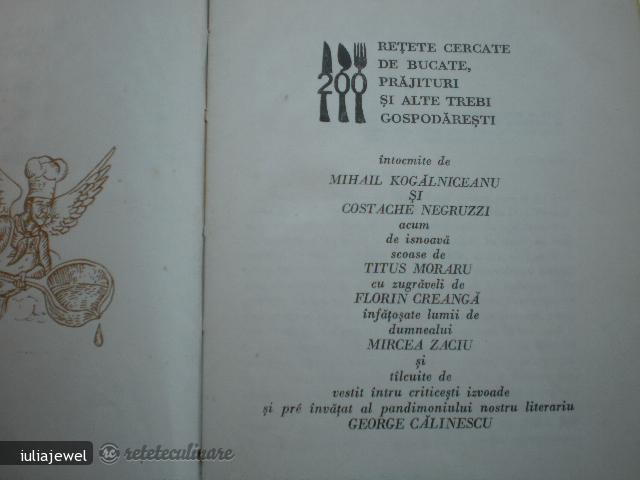 200
REȚETE CERCATE
DE BUCATE,
PRĂJITURI
ȘI ALTE TREBI
GOSPODĂREȘTI
întocmite de
MIHAIL KOGĂLNICEANU
ȘI
COSTACHE NEGRUZZI
acum
de isnoavă
scoase de
TITUS MORARU
cu zugrăveli de
FLORIN CREANGĂ
înfățoșate lumii de
dumnealui
MIRCEA ZACIU
și
tîlcuite de
vestit întru criticești izvoade
și pré învățat al pandimoniului nostru literariu
GEORGE CĂLINESCU
iuliajewel
rețeteculinare